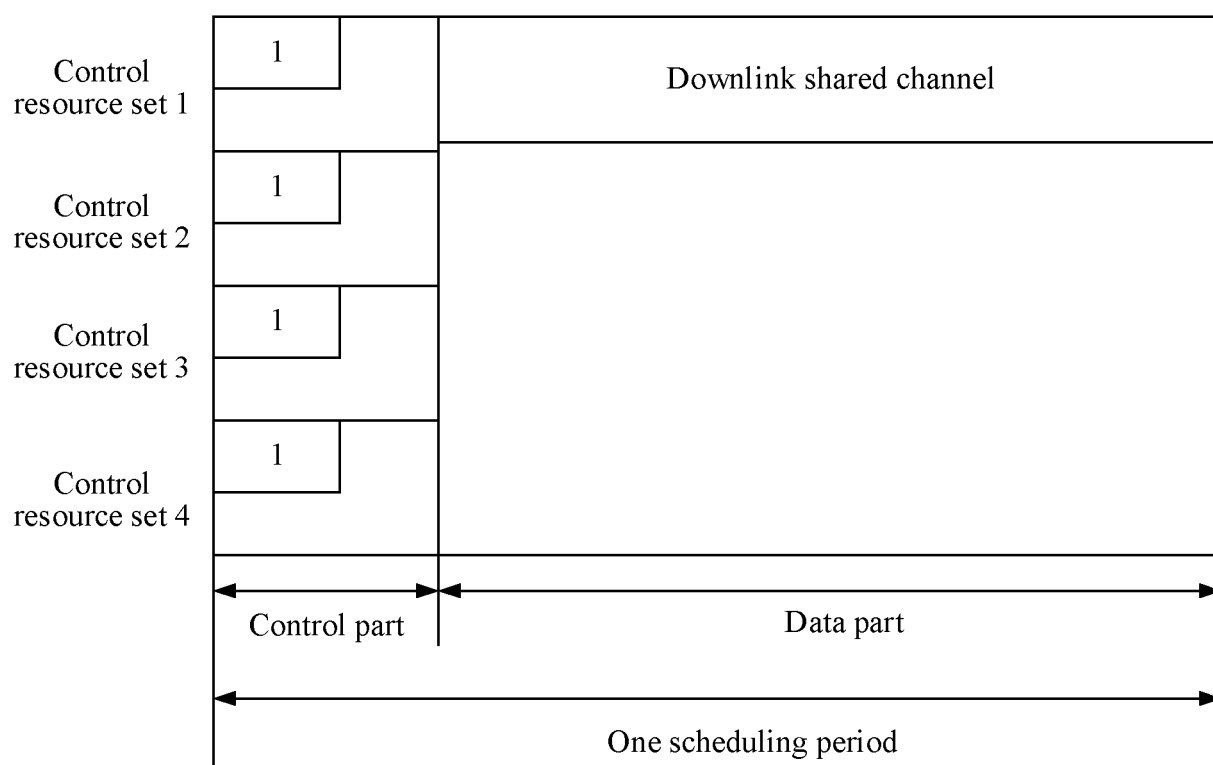 1
Downlink shared channel
Control
resource set 1
1
Control
resource set 2
1
Control
resource set 3
1
Control
resource set 4
Control part
Data part
One scheduling period